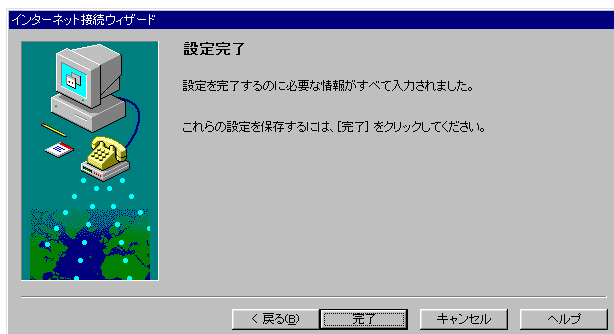 インターネット接続ウィザード
設定完了
設定を完了するのに必要な情報がすべて入力されました。
これらの設定を保存するには、[完了] をクリックしてください。
< 戻る(B) 完了 キャンセル ヘルプ